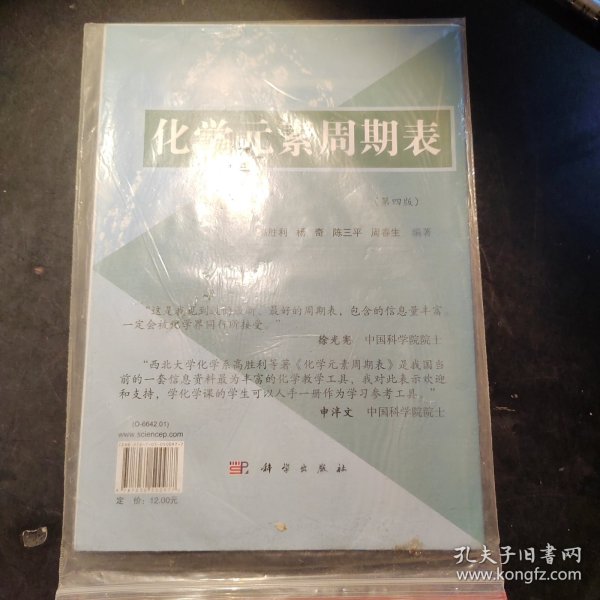 化学元素周期表
（第四版）
胜利 杨 奇 陈三平 周春生 编著
“这是我见到过的最新、最好的周期表，包含的信息量丰富
一定会被化学界同行所接受。”
徐光宪 中国科学院院士
“西北大学化学系高胜利等著《化学元素周期表》是我国当
前的一套信息资料最为丰富的化学教学工具，我对此表示欢迎
和支持，学化学课的学生可以人手一册作为学习参考工具。”
申泮文 中国科学院院士
(O-6642.01)
www.sciencep.com
定 价：12.00元
SP 科学出版社
孔夫子旧书网
www.kongfz.com